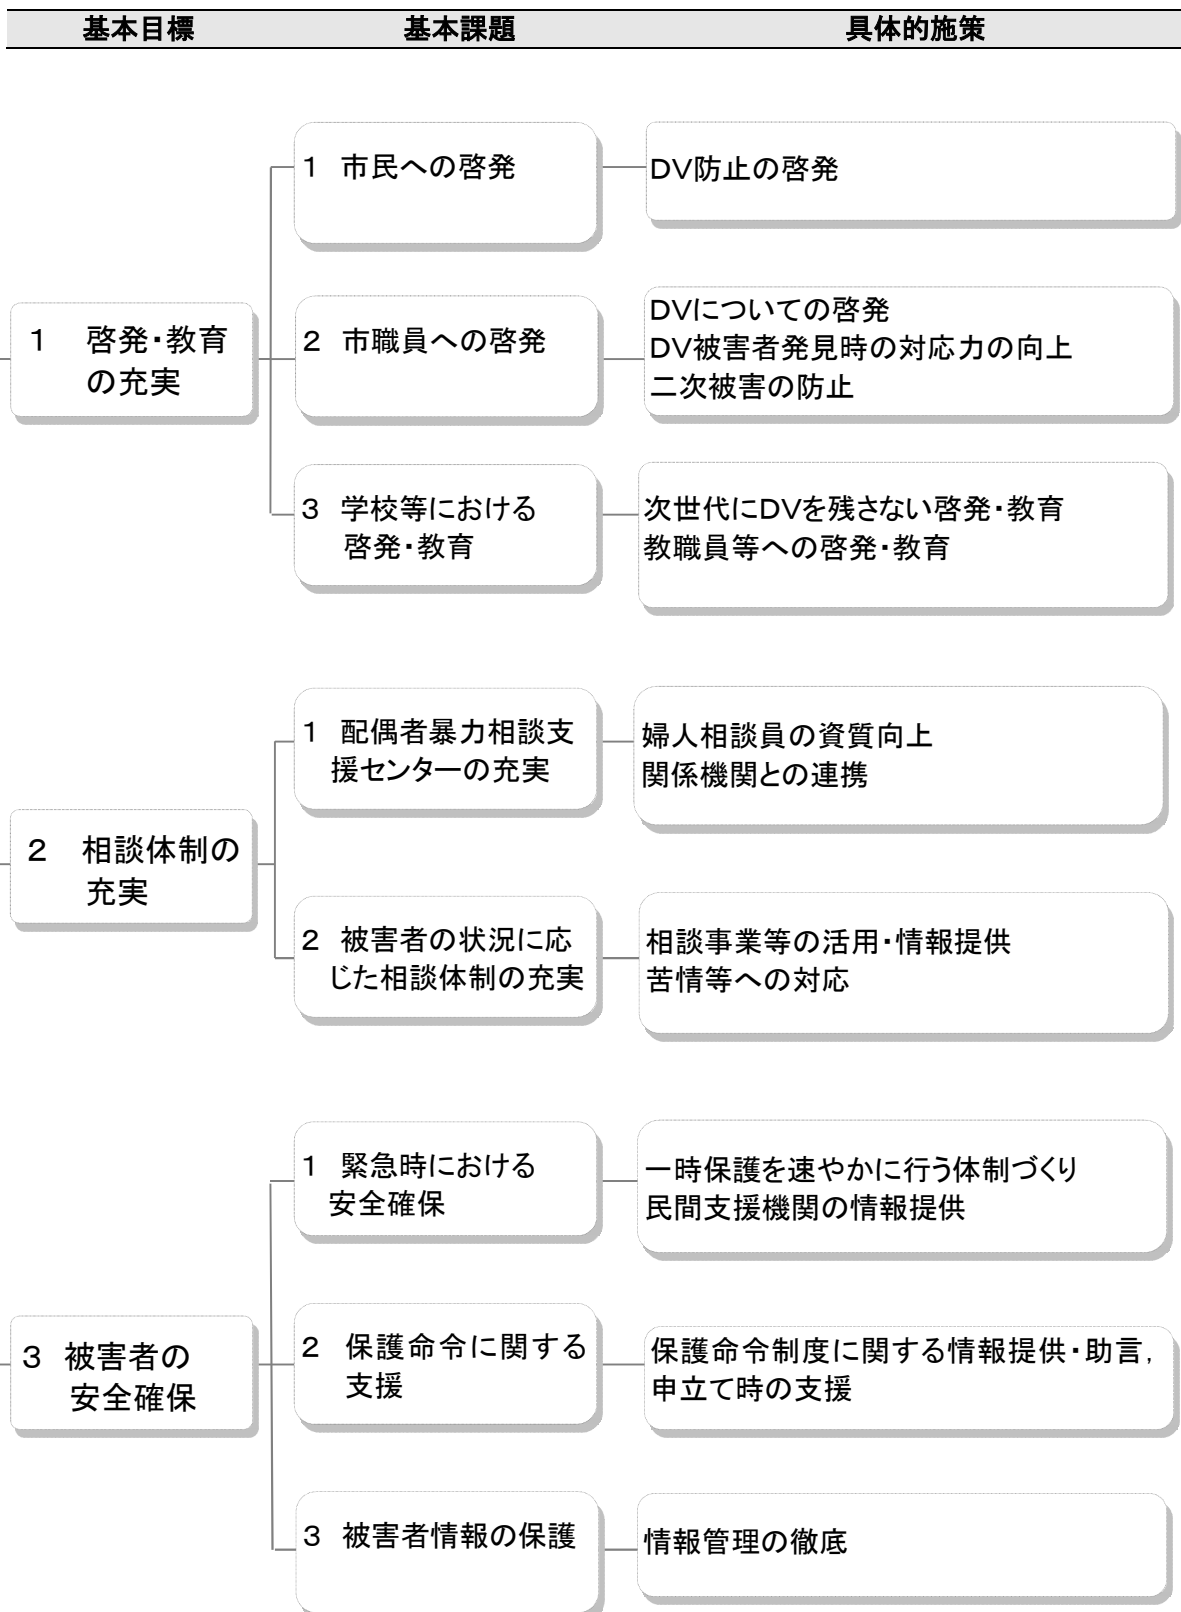 基本目標 基本課題 具体的施策
1 市民への啓発
DV防止の啓発
1 啓発・教育
の充実
2 市職員への啓発
DVについての啓発
DV被害者発見時の対応力の向上
二次被害の防止
3 学校等における
啓発・教育
次世代にDVを残さない啓発・教育
教職員等への啓発・教育
2 相談体制の
充実
1 配偶者暴力相談支
援センターの充実
婦人相談員の資質向上
関係機関との連携
2 被害者の状況に応
じた相談体制の充実
相談事業等の活用・情報提供
苦情等への対応
3 被害者の
安全確保
1 緊急時における
安全確保
一時保護を速やかに行う体制づくり
民間支援機関の情報提供
2 保護命令に関する
支援
保護命令制度に関する情報提供・助言,
申立て時の支援
3 被害者情報の保護
情報管理の徹底